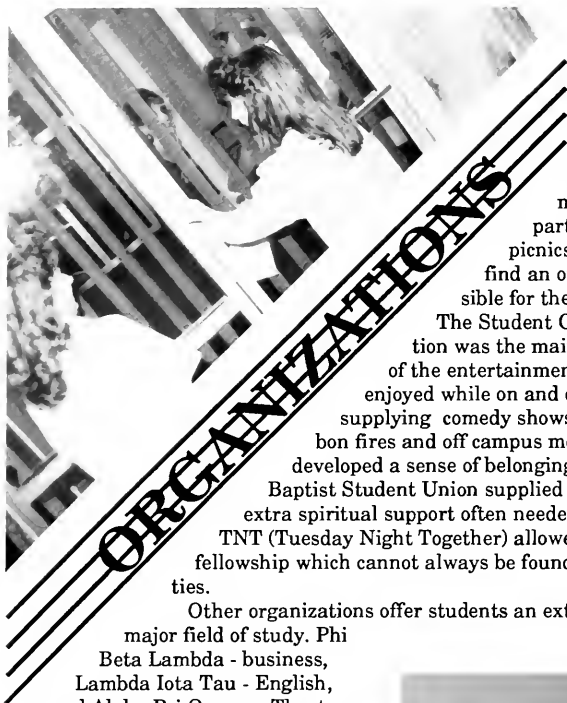 ORGANIZATIONS
part
picnics
find an o
sible for the
The Student C
tion was the mai
of the entertainmen
enjoyed while on and
supplying comedy shows
bon fires and off campus m
developed a sense of belonging
Baptist Student Union supplied
extra spiritual support often neede
TNT (Tuesday Night Together) allowe
fellowship which cannot always be found
ties.
Other organizations offer students an ext
major field of study. Phi
Beta Lambda - business,
Lambda Iota Tau - English,